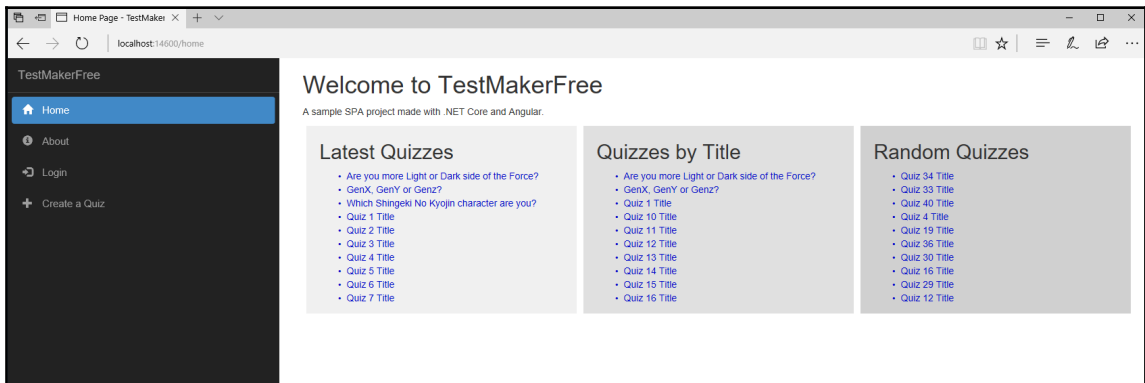 Home Page - TestMaker
localhost:14600/home
TestMakerFree
Home
About
Login
Create a Quiz
Welcome to TestMakerFree
A sample SPA project made with .NET Core and Angular.
Latest Quizzes
Are you more Light or Dark side of the Force?
GenX, GenY or Genz?
Which Shingeki No Kyojin character are you?
Quiz 1 Title
Quiz 2 Title
Quiz 3 Title
Quiz 4 Title
Quiz 5 Title
Quiz 6 Title
Quiz 7 Title
Quizzes by Title
Are you more Light or Dark side of the Force?
GenX, GenY or Genz?
Quiz 1 Title
Quiz 10 Title
Quiz 11 Title
Quiz 12 Title
Quiz 13 Title
Quiz 14 Title
Quiz 15 Title
Quiz 16 Title
Random Quizzes
Quiz 34 Title
Quiz 33 Title
Quiz 40 Title
Quiz 4 Title
Quiz 19 Title
Quiz 36 Title
Quiz 30 Title
Quiz 16 Title
Quiz 29 Title
Quiz 12 Title